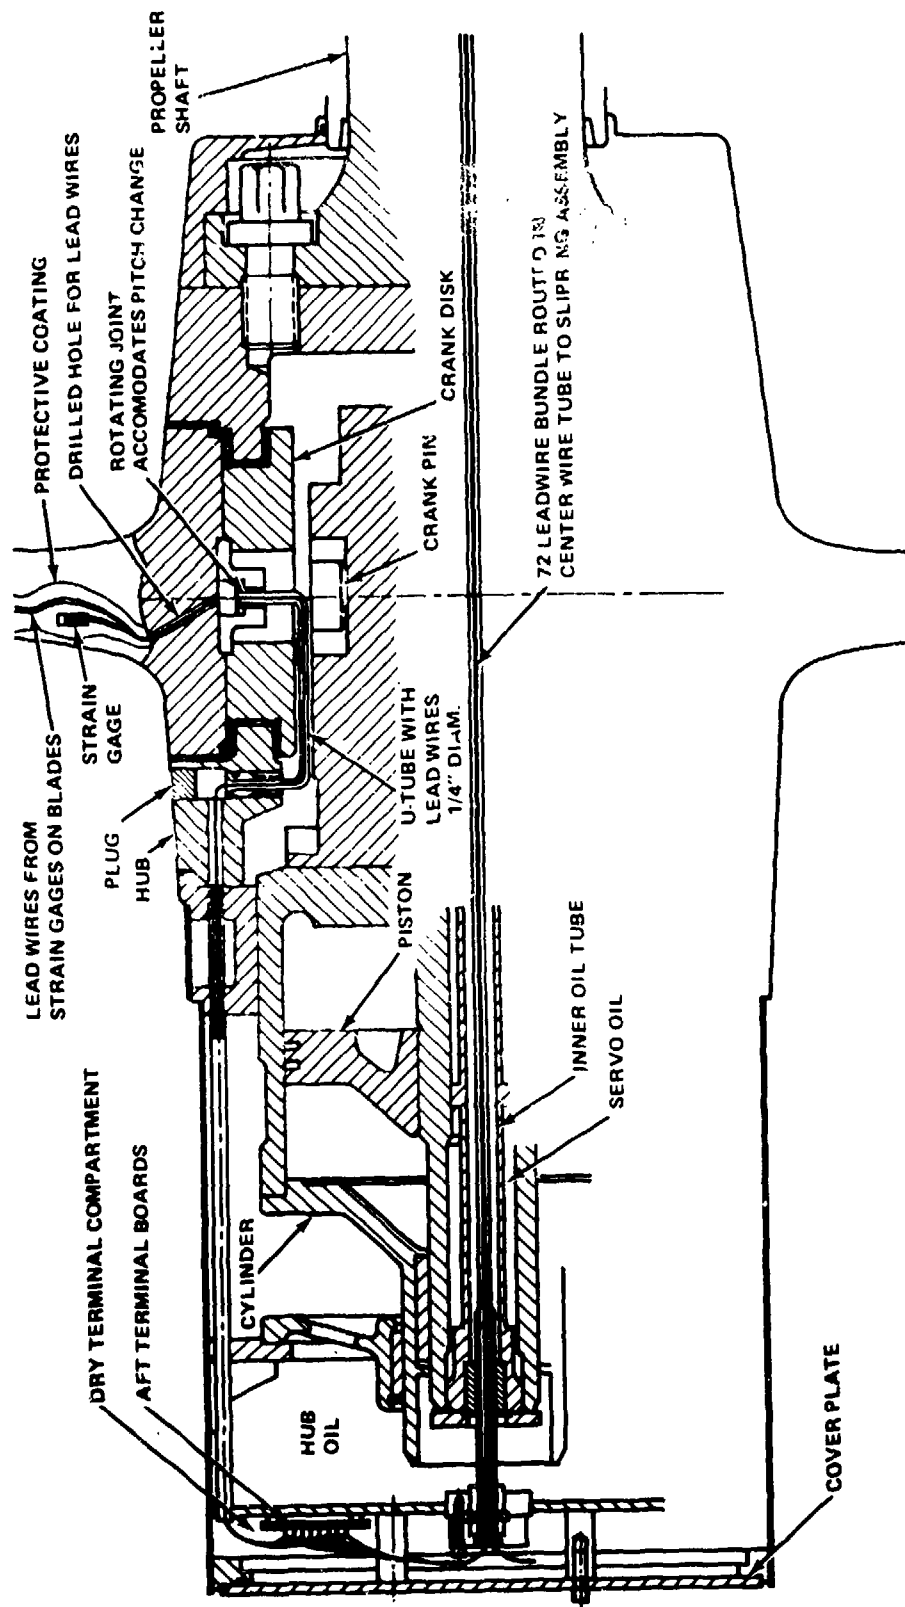 LEAD WIRES FROM
STRAIN GAGES ON BLADES
STRAIN
GAGE
PROTECTIVE COATING
DRILLED HOLE FOR LEAD WIRES
ROTATING JOINT
ACCOMODATES PITCH CHANGE
PROPELLER
SHAFT
PLUG
HUB
DRY TERMINAL COMPARTMENT
AFT TERMINAL BOARDS
CYLINDER
HUB
OIL
PISTON
U-TUBE WITH
LEAD WIRES
1/4" DIAM.
CRANK PIN
CRANK DISK
INNER OIL TUBE
SERVO OIL
72 LEADWIRE BUNDLE
CENTER WIRE TUBE TO SLIPRING ASSEMBLY
COVER PLATE